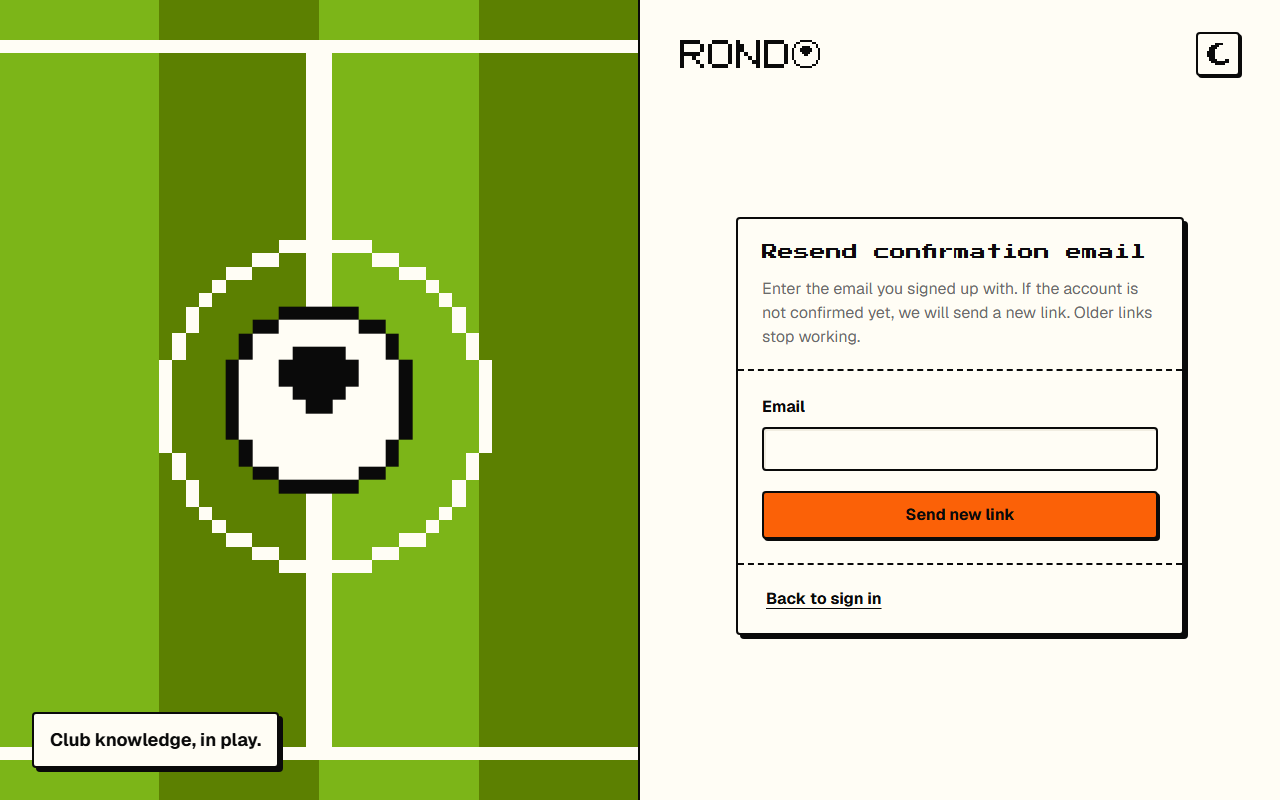 ROND
Resend confirmation email
Enter the email you signed up with. If the account is
not confirmed yet, we will send a new link. Older links
stop working.
Email
Send new link
Back to sign in
Club knowledge, in play.